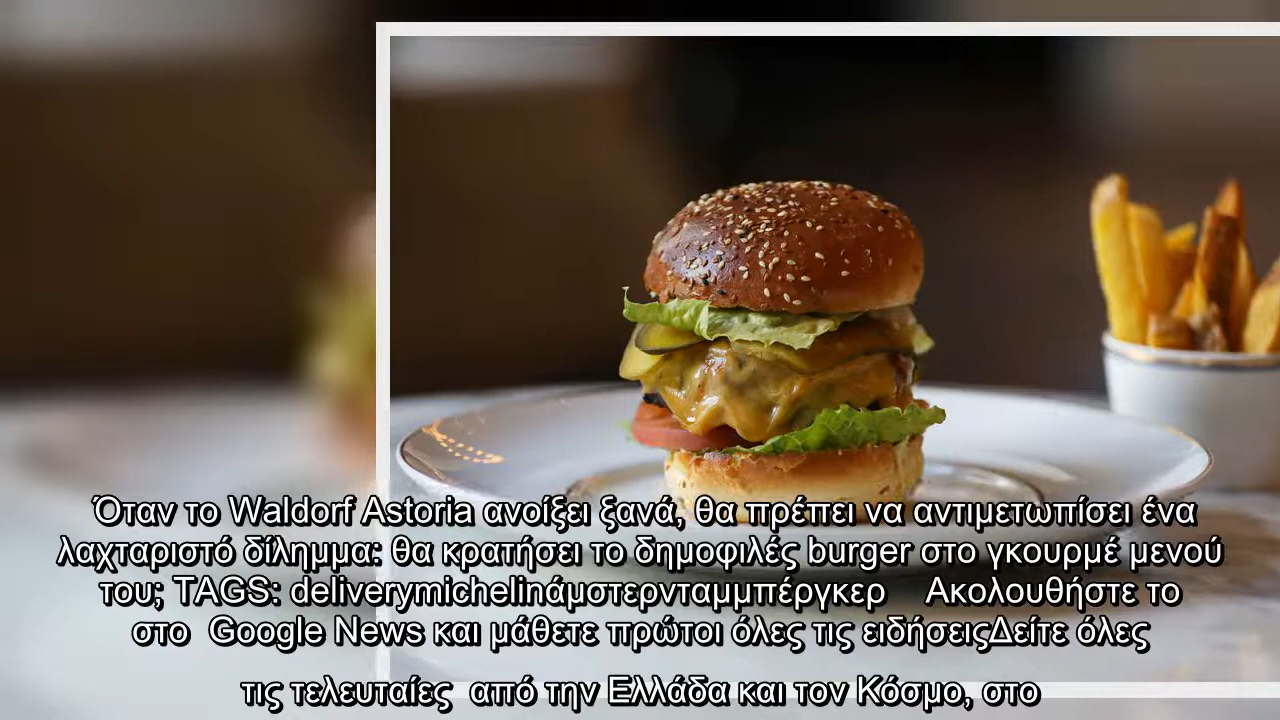 Όταν το Waldorf Astoria ανοίξει ξανά, θα πρέπει να αντιμετωπίσει ένα
λαχταριστό δίλημμα: θα κρατήσει το δημοφιλές burger στο γκουρμέ μενού
του; TAGS: deliverymichelinάμστερνταμμπέργκερ Ακολουθήστε το
στο Google News και μάθετε πρώτοι όλες τις ειδήσειςΔείτε όλες
τις τελευταίες από την Ελλάδα και τον Κόσμο, στο